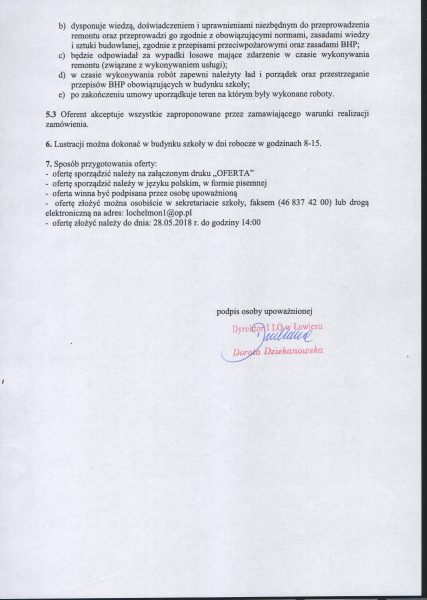 b) dysponuje wiedzą, doświadczeniem i uprawnieniami niezbędnym do przeprowadzenia
remontu oraz przeprowadzi go zgodnie z obowiązującymi normami, zasadami wiedzy
i sztuki budowlanej, zgodnie z przepisami przeciwpożarowymi oraz zasadami BHP;
c) będzie odpowiadał za wypadki losowe mające zdarzenie w czasie wykonywania
remontu (związane z wykonywaniem usługi);
d) w czasie wykonywania robót zapewni należyty ład i porządek oraz przestrzeganie
przepisów BHP obowiązujących w budynku szkoły;
e) po zakończeniu umowy uporządkuje teren na którym były wykonane roboty.
5.3 Oferent akceptuje wszystkie zaproponowane przez zamawiającego warunki realizacji
zamówienia.
6. Lustracji można dokonać w budynku szkoły w dni robocze w godzinach 8-15.
7. Sposób przygotowania oferty:
- ofertę sporządzić należy na załączonym druku „OFERTA”
- ofertę sporządzić należy w języku polskim, w formie pisemnej
- oferta winna być podpisana przez osobę upoważnioną
- ofertę złożyć można osobiście w sekretariacie szkoły, faksem (46 837 42 00) lub drogą
elektroniczną na adres: lochelmon1@op.pl
- ofertę złożyć należy do dnia: 28.05.2018 r. do godziny 14:00
podpis osoby upoważnionej
Dyrektor I LO w Łowiczu
Dorota Dziekanowska